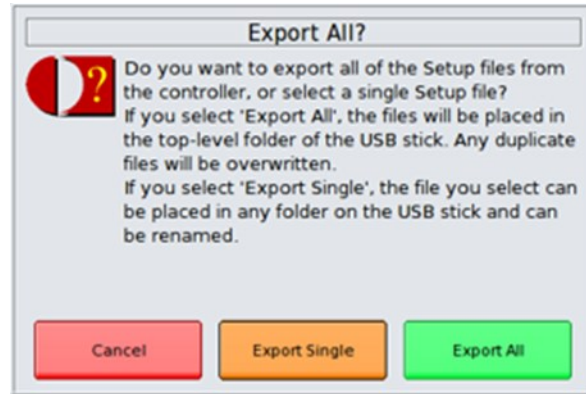 Export All?
?
Do you want to export all of the Setup files from
the controller, or select a single Setup file?
If you select 'Export All', the files will be placed in
the top-level folder of the USB stick. Any duplicate
files will be overwritten.
If you select 'Export Single', the file you select can
be placed in any folder on the USB stick and can
be renamed.
Cancel
Export Single
Export All